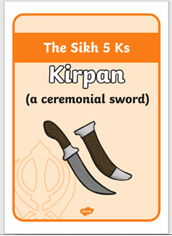 The Sikh 5 Ks
Kirpan
(a ceremonial sword)